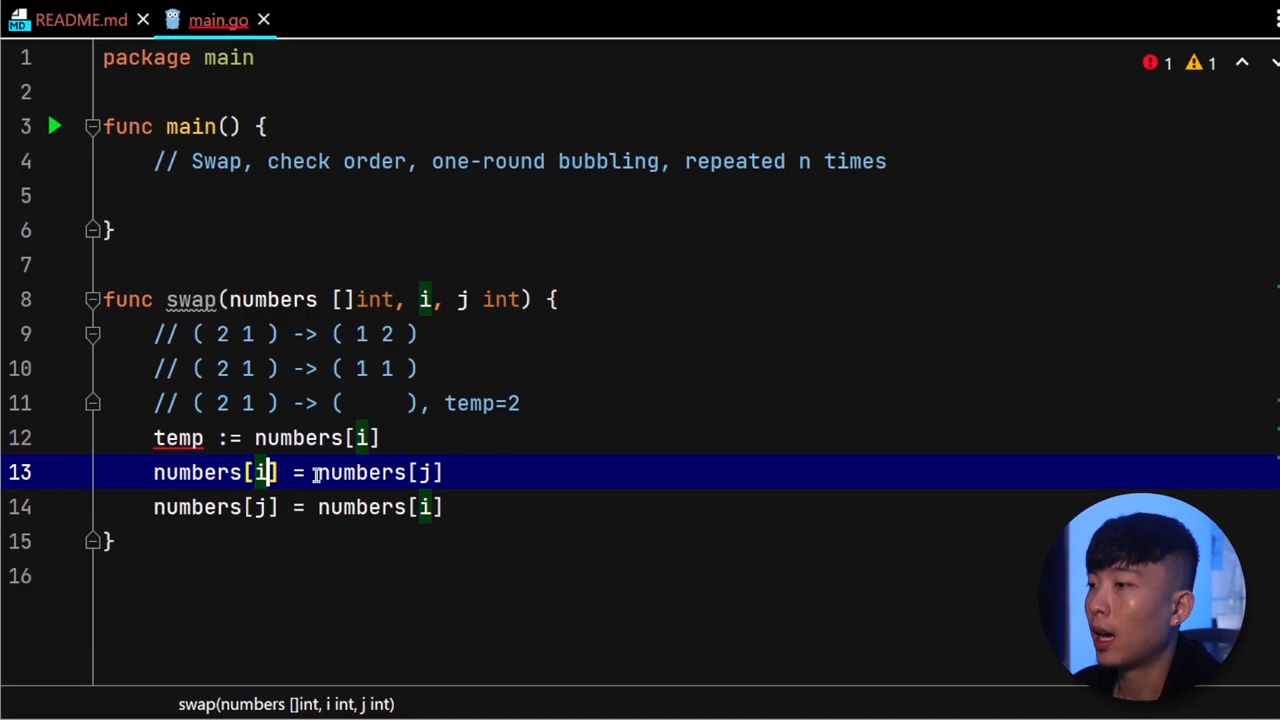 README.md main.go
1 package main
1 1
2
3 func main() {
4 // Swap, check order, one-round bubbling, repeated n times
5
6 }
7
8 func swap(numbers []int, i, j int) {
9 // ( 2 1 ) -> ( 1 2 )
10 // ( 2 1 ) -> ( 1 1 )
11 // ( 2 1 ) -> (     ), temp=2
12 temp := numbers[i]
13 numbers[i] = numbers[j]
14 numbers[j] = numbers[i]
15 }
16
swap(numbers []int, i int, j int)